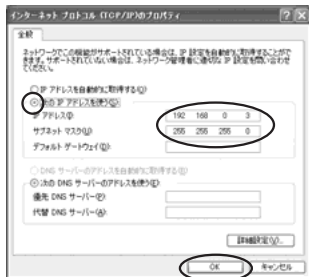 インターネット プロトコル (TCP/IP)のプロパティ
全般
ネットワークでこの機能がサポートされている場合は、IP 設定を自動的に取得することがで
きます。サポートされていない場合は、ネットワーク管理者に適切な IP 設定を問い合わせ
てください。
IP アドレスを自動的に取得する(O)
次の IP アドレスを使う(S):
IP アドレス(I): 192 168 0 3
サブネット マスク(U): 255 255 255 0
デフォルト ゲートウェイ(D):
DNS サーバーのアドレスを自動的に取得する(B)
次の DNS サーバーのアドレスを使う(E):
優先 DNS サーバー(P):
代替 DNS サーバー(A):
詳細設定(V)...
OK キャンセル